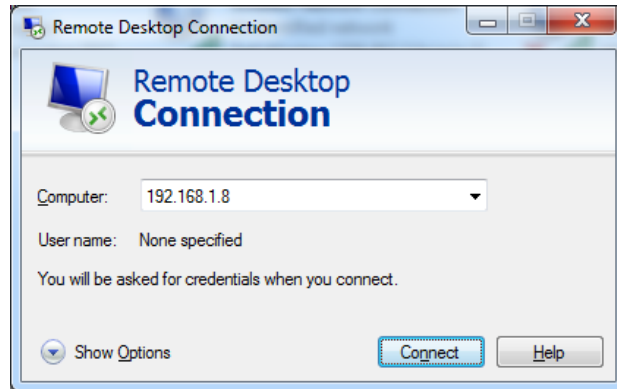 Remote Desktop Connection
Remote Desktop
Connection
Computer: 192.168.1.8
User name: None specified
You will be asked for credentials when you connect.
Show Options Connect Help